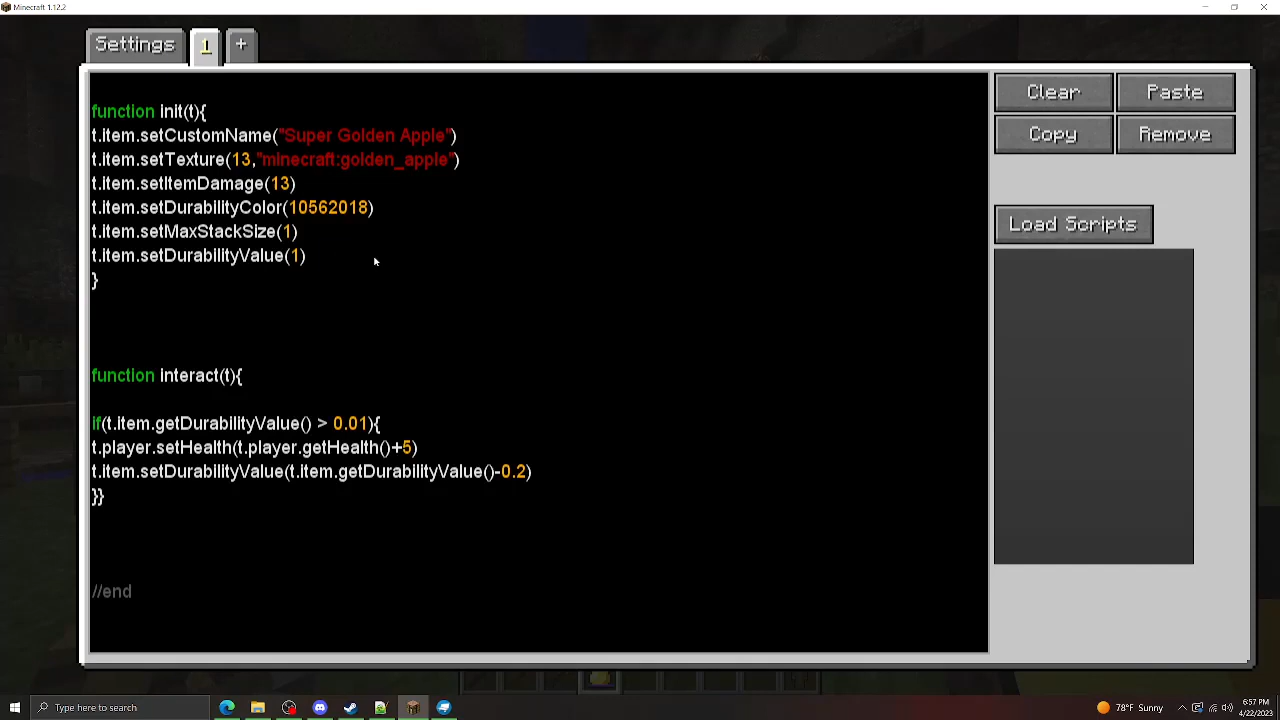 Minecraft 1.12.2
Settings 1 +
function init(t){
t.item.setCustomName("Super Golden Apple")
t.item.setTexture(13,"minecraft:golden_apple")
t.item.setItemDamage(13)
t.item.setDurabilityColor(10562018)
t.item.setMaxStackSize(1)
t.item.setDurabilityValue(1)
}
function interact(t){
if(t.item.getDurabilityValue() > 0.01){
t.player.setHealth(t.player.getHealth()+5)
t.item.setDurabilityValue(t.item.getDurabilityValue()-0.2)
}}
//end
Clear Paste
Copy Remove
Load Scripts
Type here to search
78°F Sunny
6:57 PM
4/22/2023